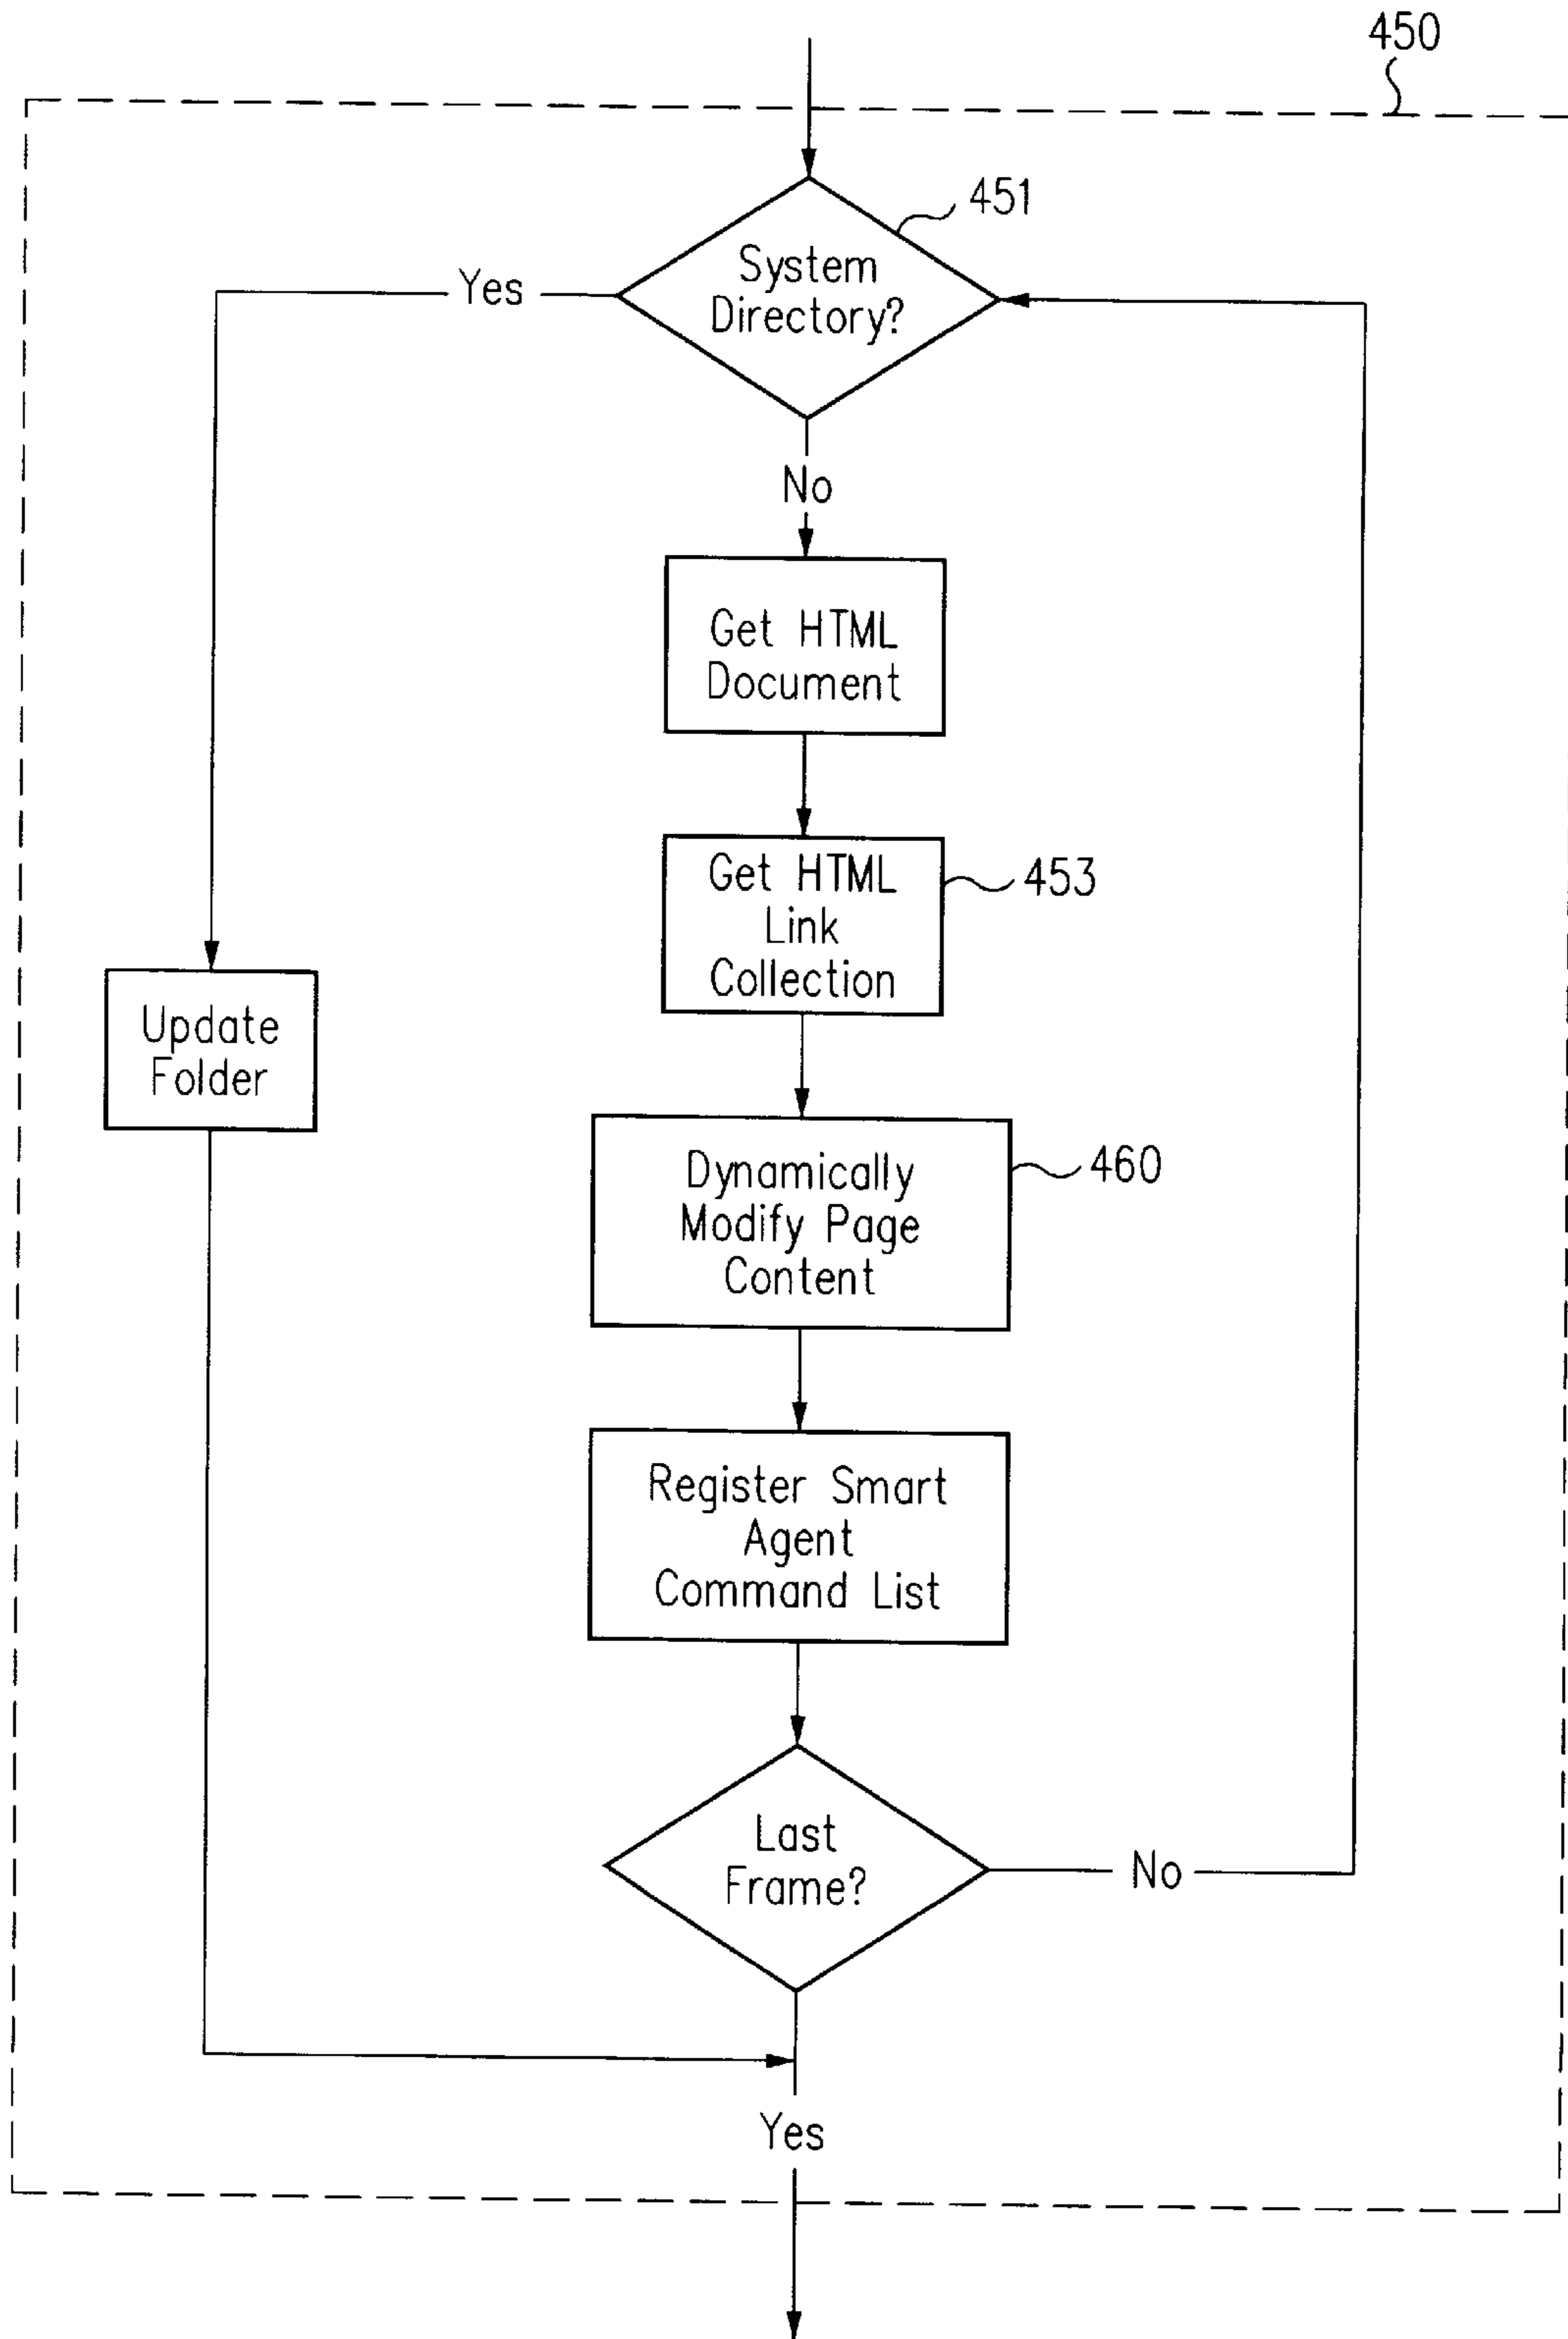 450
451
System
Directory?
Yes
No
Get HTML
Document
Get HTML
Link
Collection
453
Update
Folder
Dynamically
Modify Page
Content
460
Register Smart
Agent
Command List
Last
Frame?
No
Yes